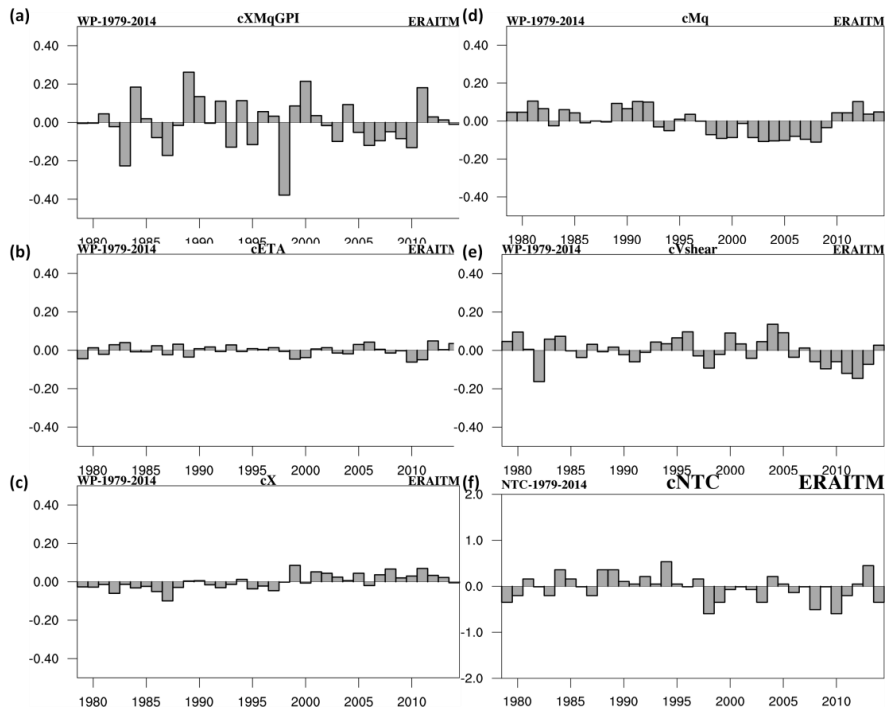 (a) WP-1979-2014 cXMqGPI ERAITM
0.40
0.20
0.00
-0.20
-0.40
1980 1985 1990 1995 2000 2005 2010
(b) WP-1979-2014 cETA ERAITM
0.40
0.20
0.00
-0.20
-0.40
1980 1985 1990 1995 2000 2005 2010
(c) WP-1979-2014 cX ERAITM
0.40
0.20
0.00
-0.20
-0.40
1980 1985 1990 1995 2000 2005 2010
(d) WP-1979-2014 cMq ERAITM
0.40
0.20
0.00
-0.20
-0.40
1980 1985 1990 1995 2000 2005 2010
(e) WP-1979-2014 cVshear ERAITM
0.40
0.20
0.00
-0.20
-0.40
1980 1985 1990 1995 2000 2005 2010
(f) NTC-1979-2014 cNTC ERAITM
2.0
1.0
0.0
-1.0
-2.0
1980 1985 1990 1995 2000 2005 2010